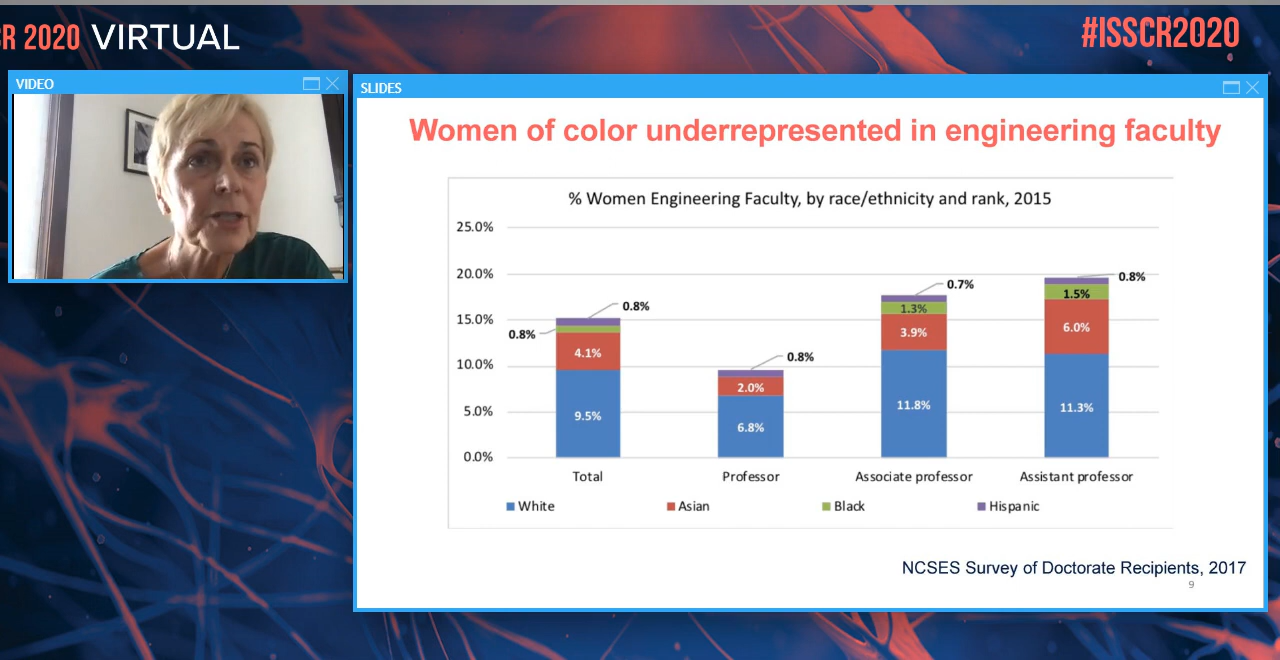 R 2020 VIRTUAL
#ISSCR2020
VIDEO
SLIDES
Women of color underrepresented in engineering faculty
% Women Engineering Faculty, by race/ethnicity and rank, 2015
25.0%
20.0%
15.0%
10.0%
5.0%
0.0%
0.8%
0.8%
4.1%
9.5%
0.8%
2.0%
6.8%
0.7%
1.3%
3.9%
11.8%
0.8%
1.5%
6.0%
11.3%
Total
Professor
Associate professor
Assistant professor
White
Asian
Black
Hispanic
NCSES Survey of Doctorate Recipients, 2017
9